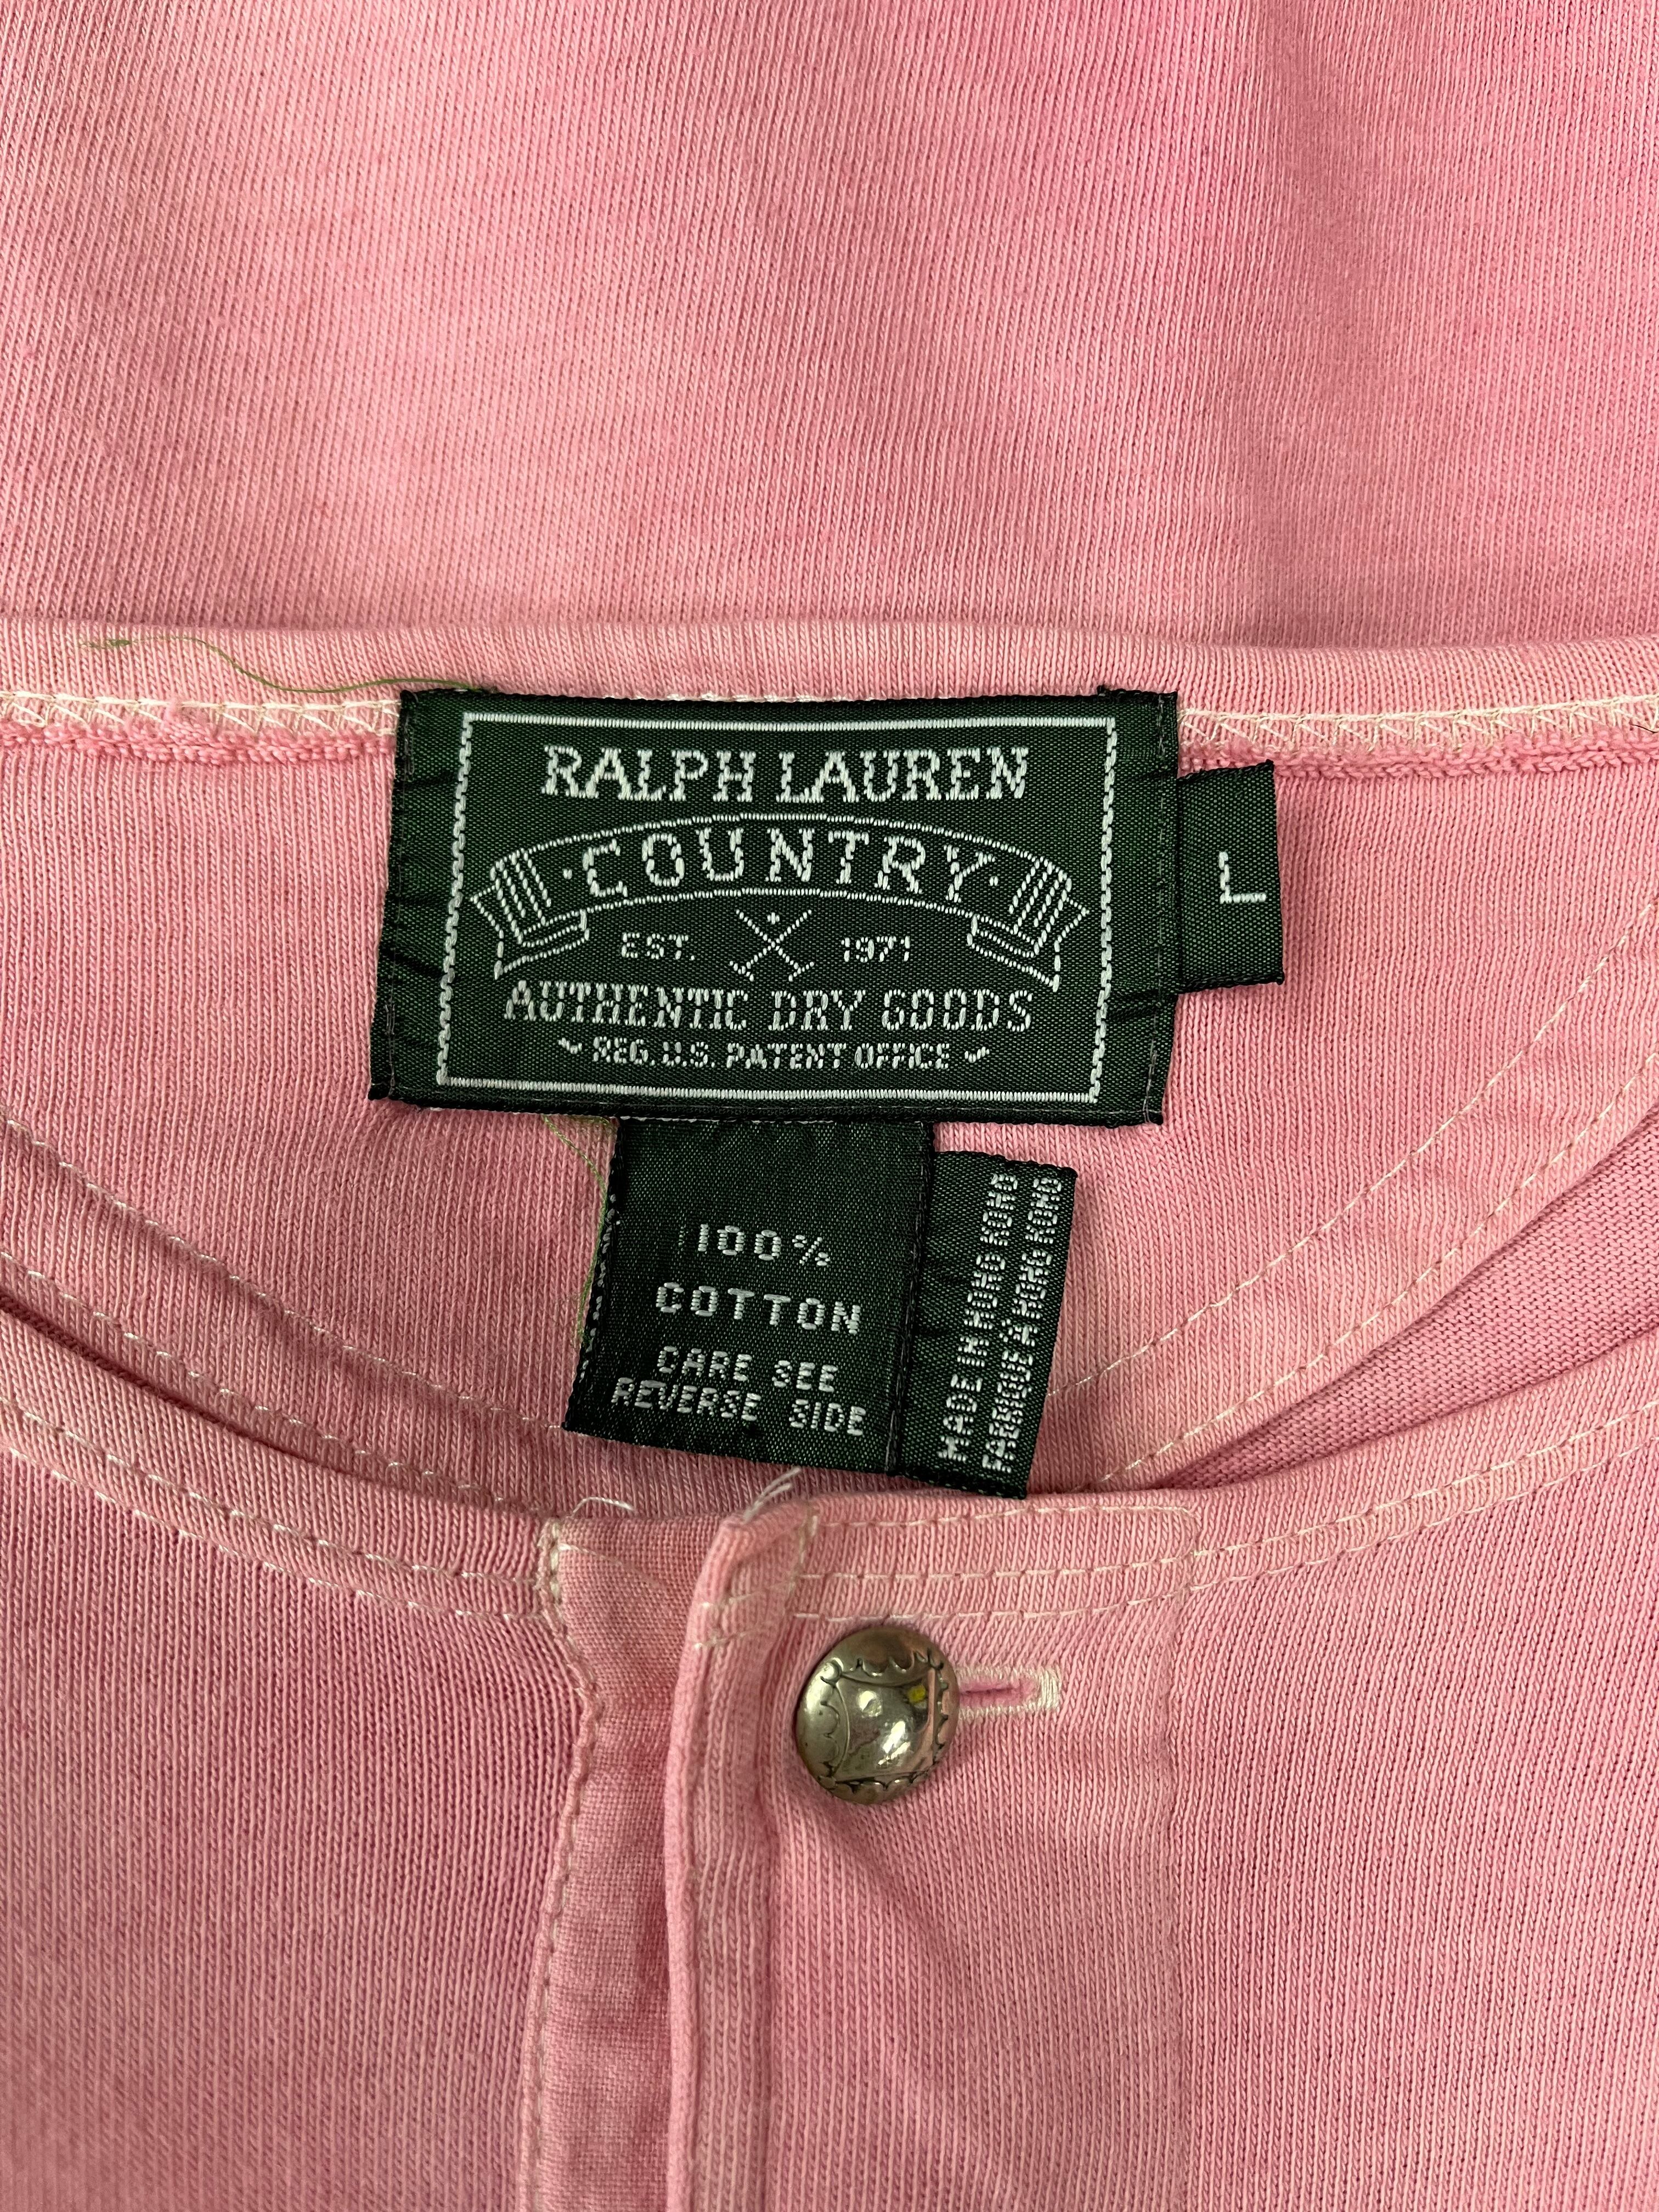 RALPH LAUREN
·COUNTRY·
EST. 1971
AUTHENTIC DRY GOODS
REG. U.S. PATENT OFFICE
L
100%
COTTON
CARE SEE
REVERSE SIDE
MADE IN HONG KONG
FABRIQUÉ À HONG KONG